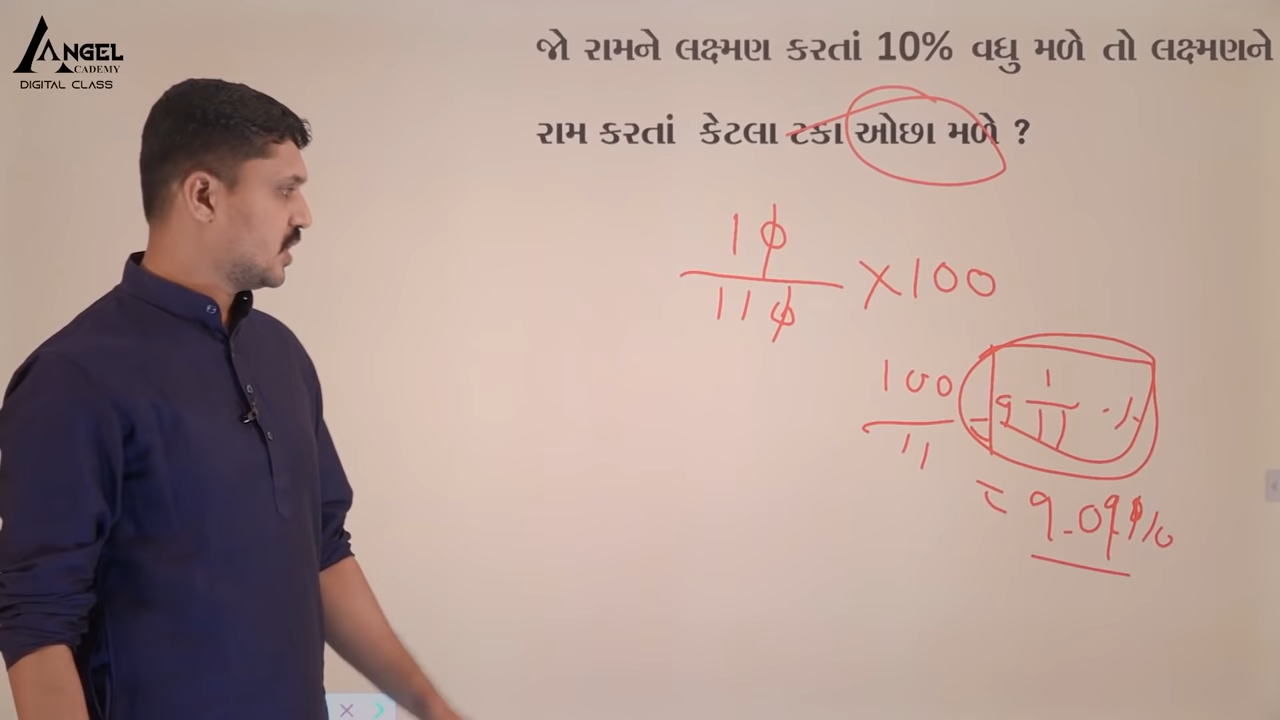 ANGEL
ACADEMY
DIGITAL CLASS
જો રામને લક્ષ્મણ કરતાં 10% વધુ મળે તો લક્ષ્મણને
રામ કરતાં કેટલા ટકા ઓછા મળે ?
10
110 ×100
100
11 = 9 1/11 %
= 9.09%